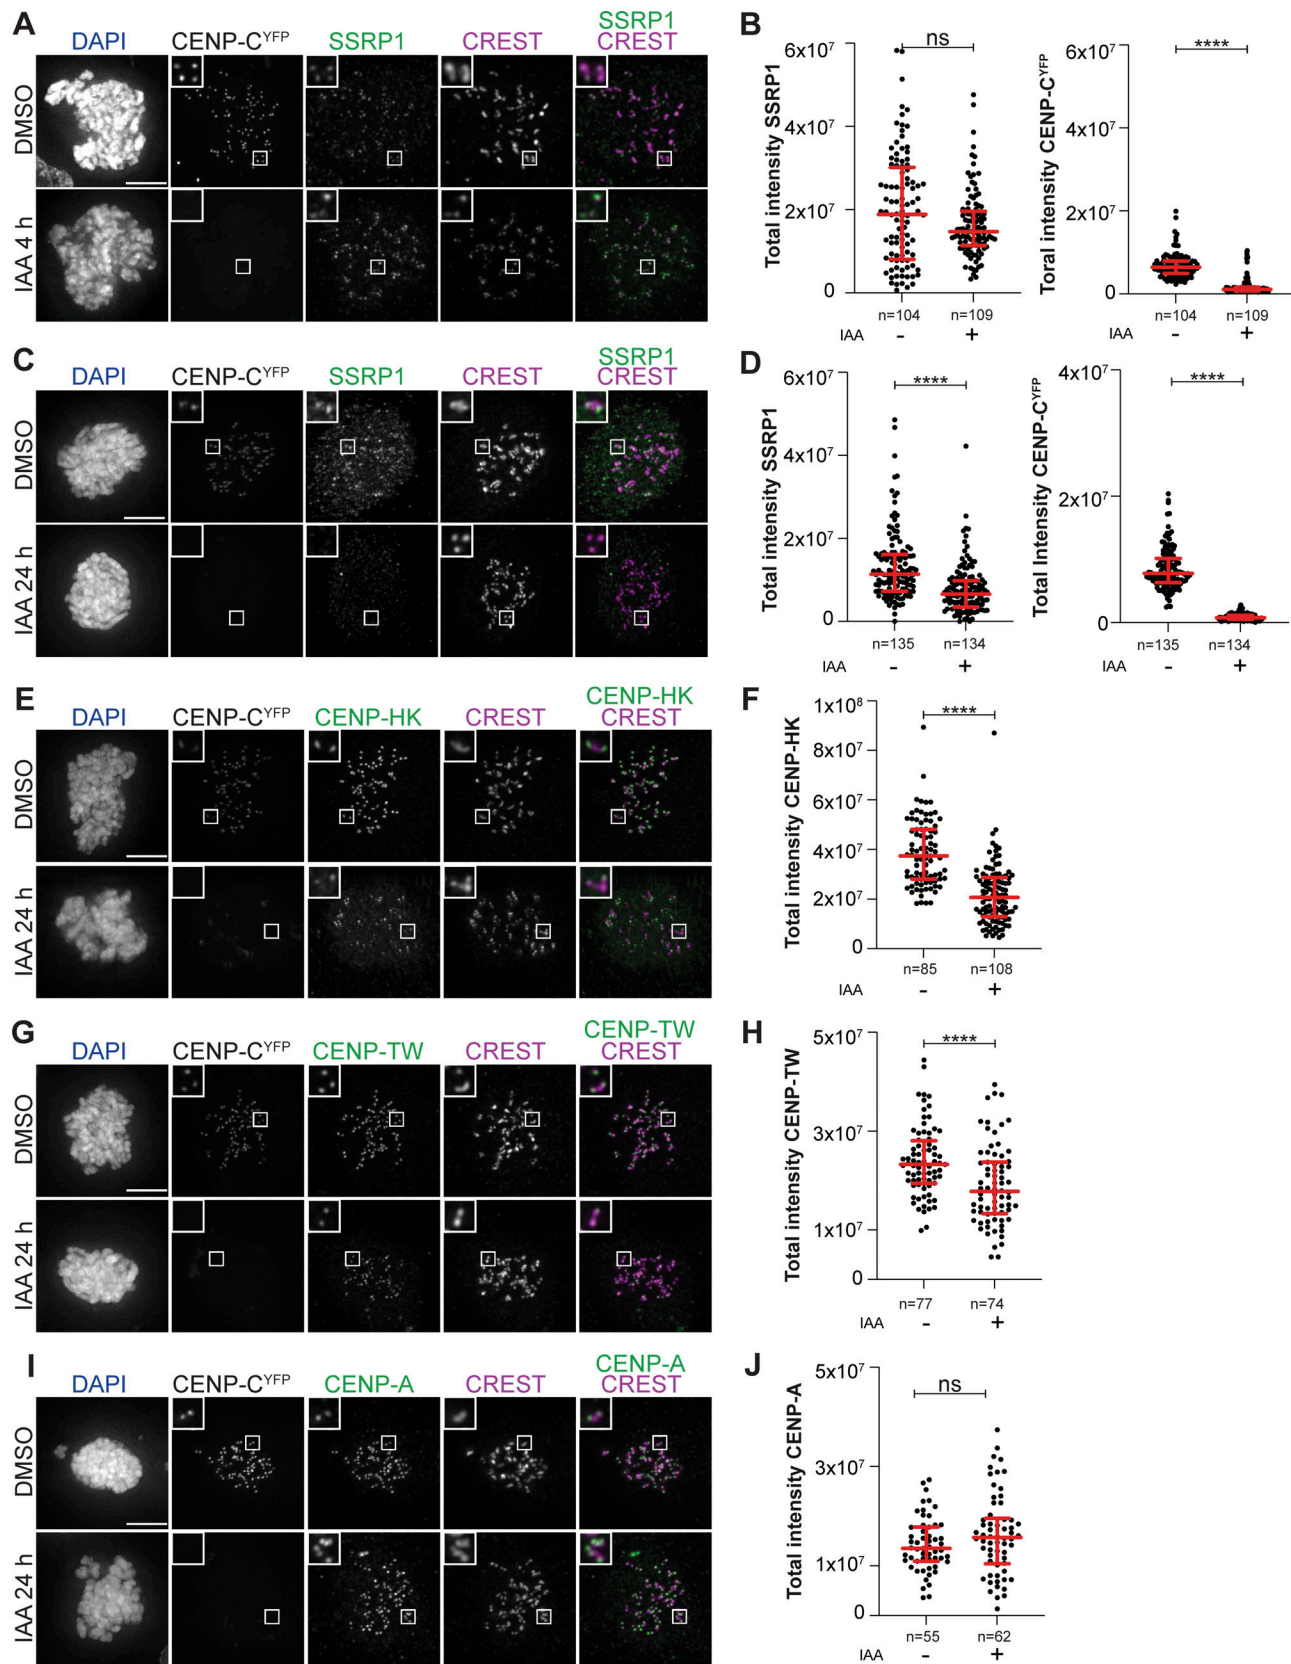 A
DAPI
CENP-C^YFP
SSRP1
CREST
SSRP1
CREST
DMSO
IAA 4 h
B
Total intensity SSRP1
6x10^7
4x10^7
2x10^7
0
ns
n=104
n=109
IAA - +
Toral intensity CENP-C^YFP
6x10^7
4x10^7
2x10^7
0
****
n=104
n=109
IAA - +
C
DAPI
CENP-C^YFP
SSRP1
CREST
SSRP1
CREST
DMSO
IAA 24 h
D
Total intensity SSRP1
6x10^7
4x10^7
2x10^7
0
****
n=135
n=134
IAA - +
Total Intensity CENP-C^YFP
4x10^7
2x10^7
0
****
n=135
n=134
IAA - +
E
DAPI
CENP-C^YFP
CENP-HK
CREST
CENP-HK
CREST
DMSO
IAA 24 h
F
Total intensity CENP-HK
1x10^8
8x10^7
6x10^7
4x10^7
2x10^7
0
****
n=85
n=108
IAA - +
G
DAPI
CENP-C^YFP
CENP-TW
CREST
CENP-TW
CREST
DMSO
IAA 24 h
H
Total intensity CENP-TW
5x10^7
3x10^7
1x10^7
0
****
n=77
n=74
IAA - +
I
DAPI
CENP-C^YFP
CENP-A
CREST
CENP-A
CREST
DMSO
IAA 24 h
J
Total intensity CENP-A
5x10^7
3x10^7
1x10^7
0
ns
n=55
n=62
IAA - +